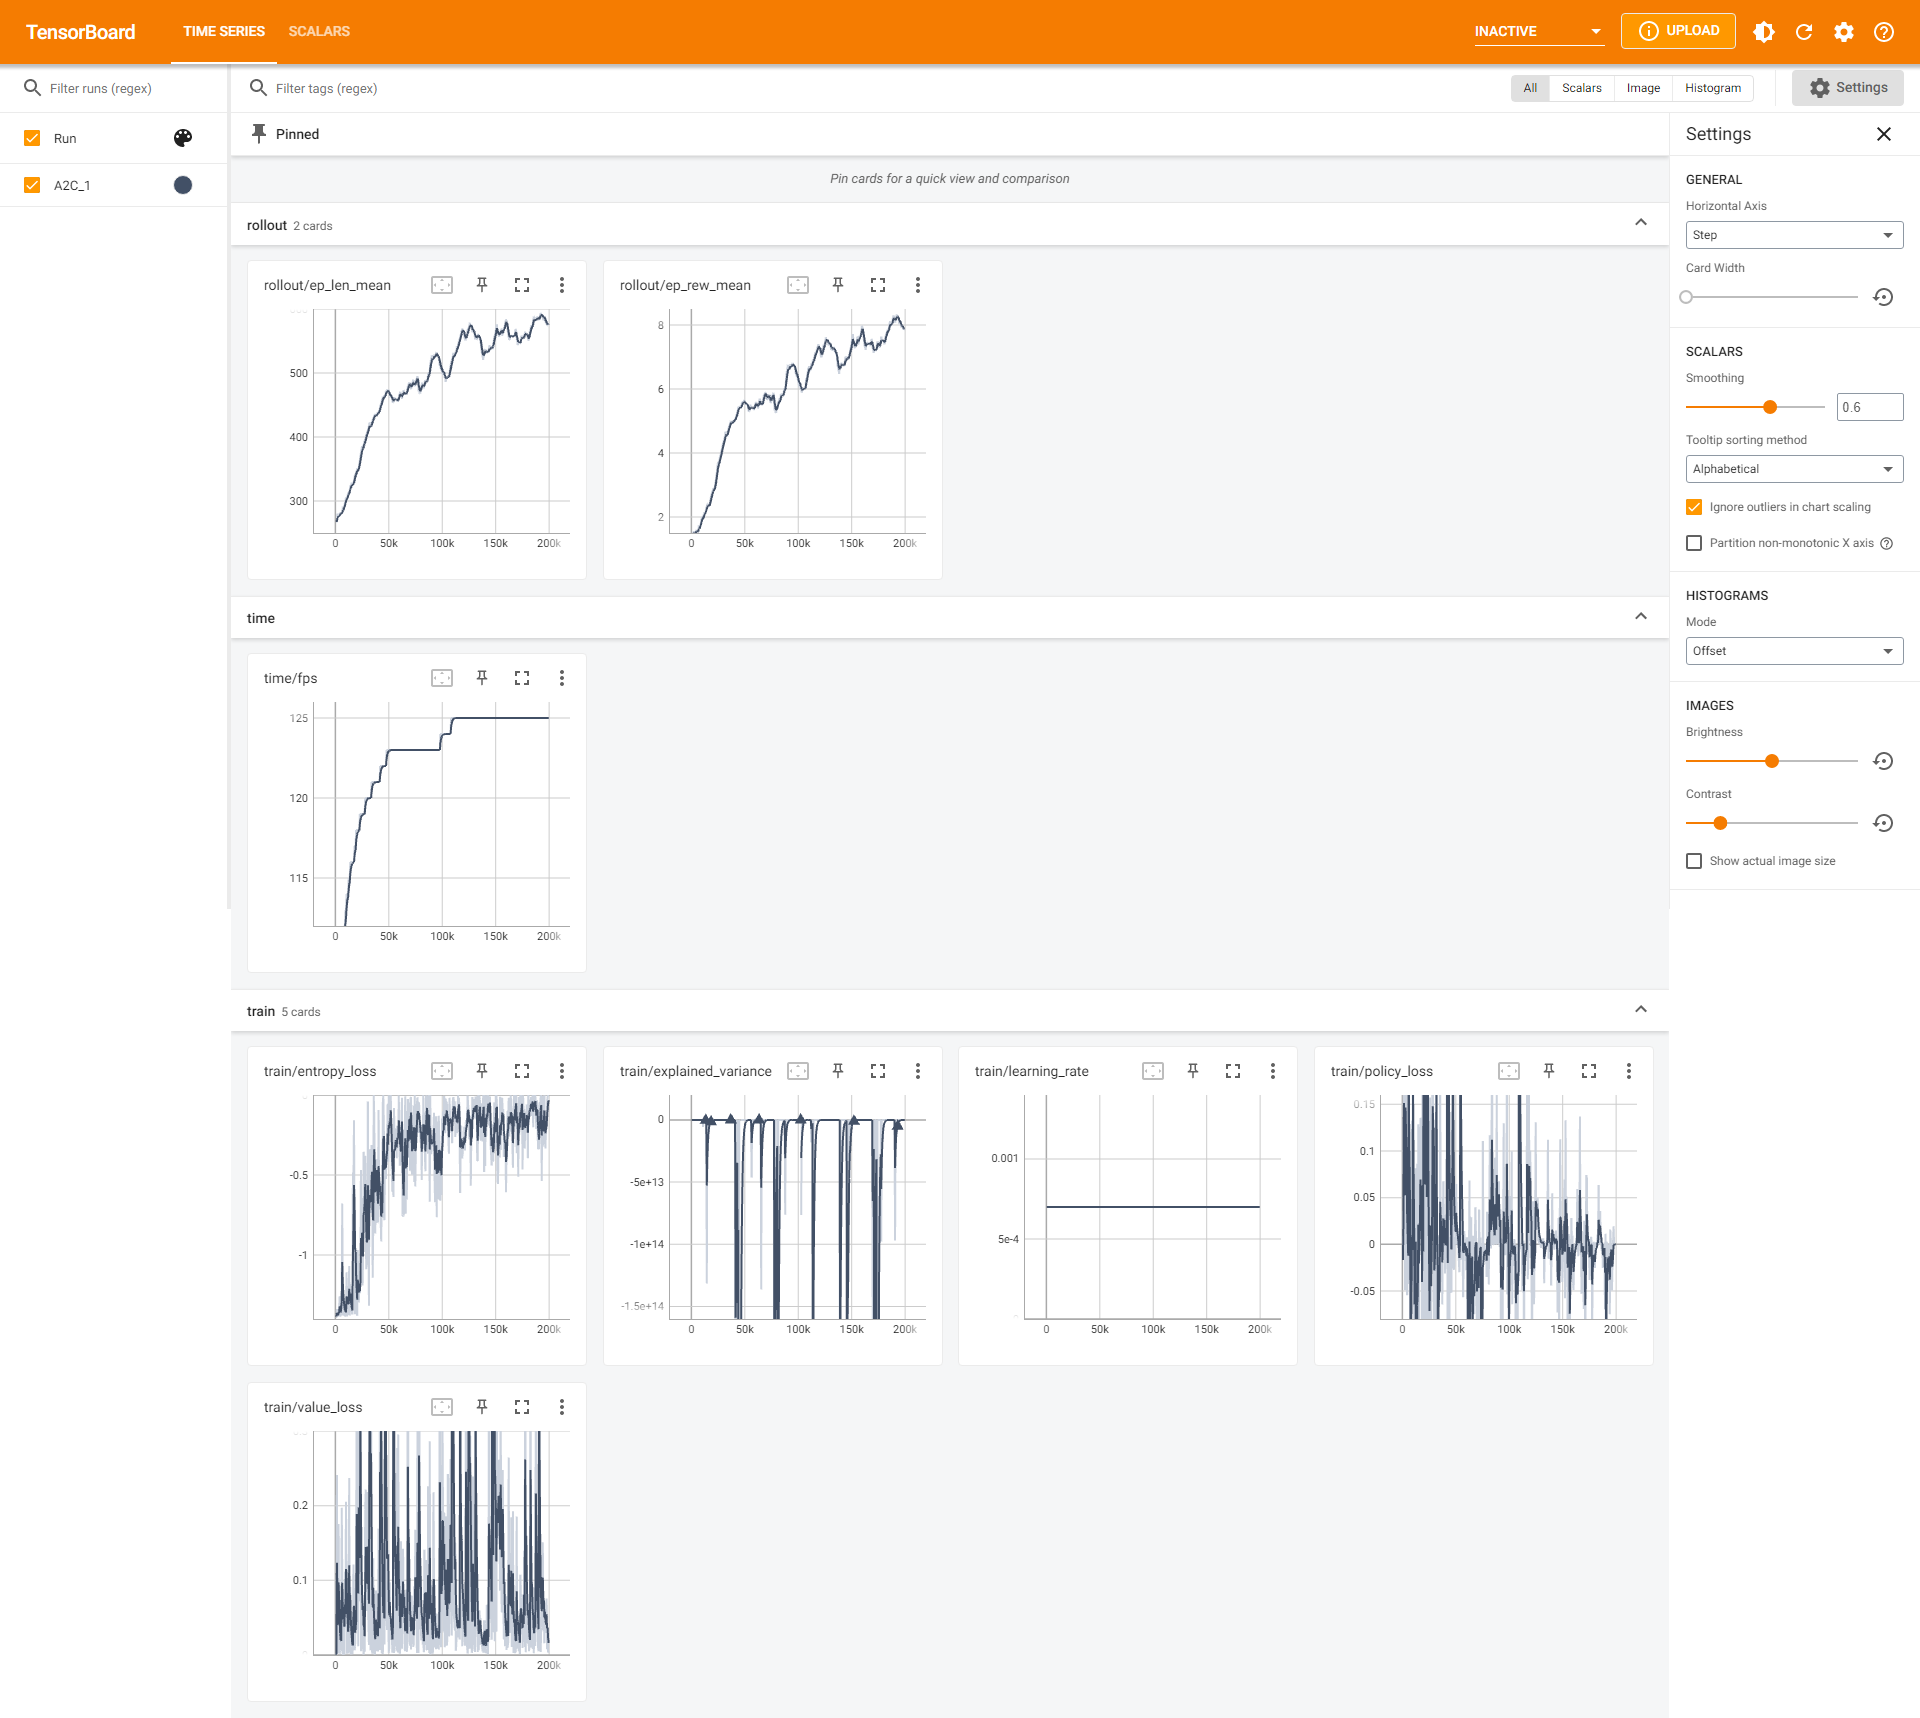 TensorBoard
TIME SERIES
SCALARS
INACTIVE
UPLOAD
Filter runs (regex)
Filter tags (regex)
All
Scalars
Image
Histogram
Settings
Run
A2C_1
Pinned
Pin cards for a quick view and comparison
rollout 2 cards
rollout/ep_len_mean
500
400
300
0 50k 100k 150k 200k
rollout/ep_rew_mean
8
6
4
2
0 50k 100k 150k 200k
time
time/fps
125
120
115
0 50k 100k 150k 200k
train 5 cards
train/entropy_loss
-0.5
-1
0 50k 100k 150k 200k
train/explained_variance
0
-5e+13
-1e+14
-1.5e+14
0 50k 100k 150k 200k
train/learning_rate
0.001
5e-4
0 50k 100k 150k 200k
train/policy_loss
0.15
0.1
0.05
0
-0.05
0 50k 100k 150k 200k
train/value_loss
0.2
0.1
0 50k 100k 150k 200k
Settings
GENERAL
Horizontal Axis
Step
Card Width
SCALARS
Smoothing
0.6
Tooltip sorting method
Alphabetical
Ignore outliers in chart scaling
Partition non-monotonic X axis
HISTOGRAMS
Mode
Offset
IMAGES
Brightness
Contrast
Show actual image size